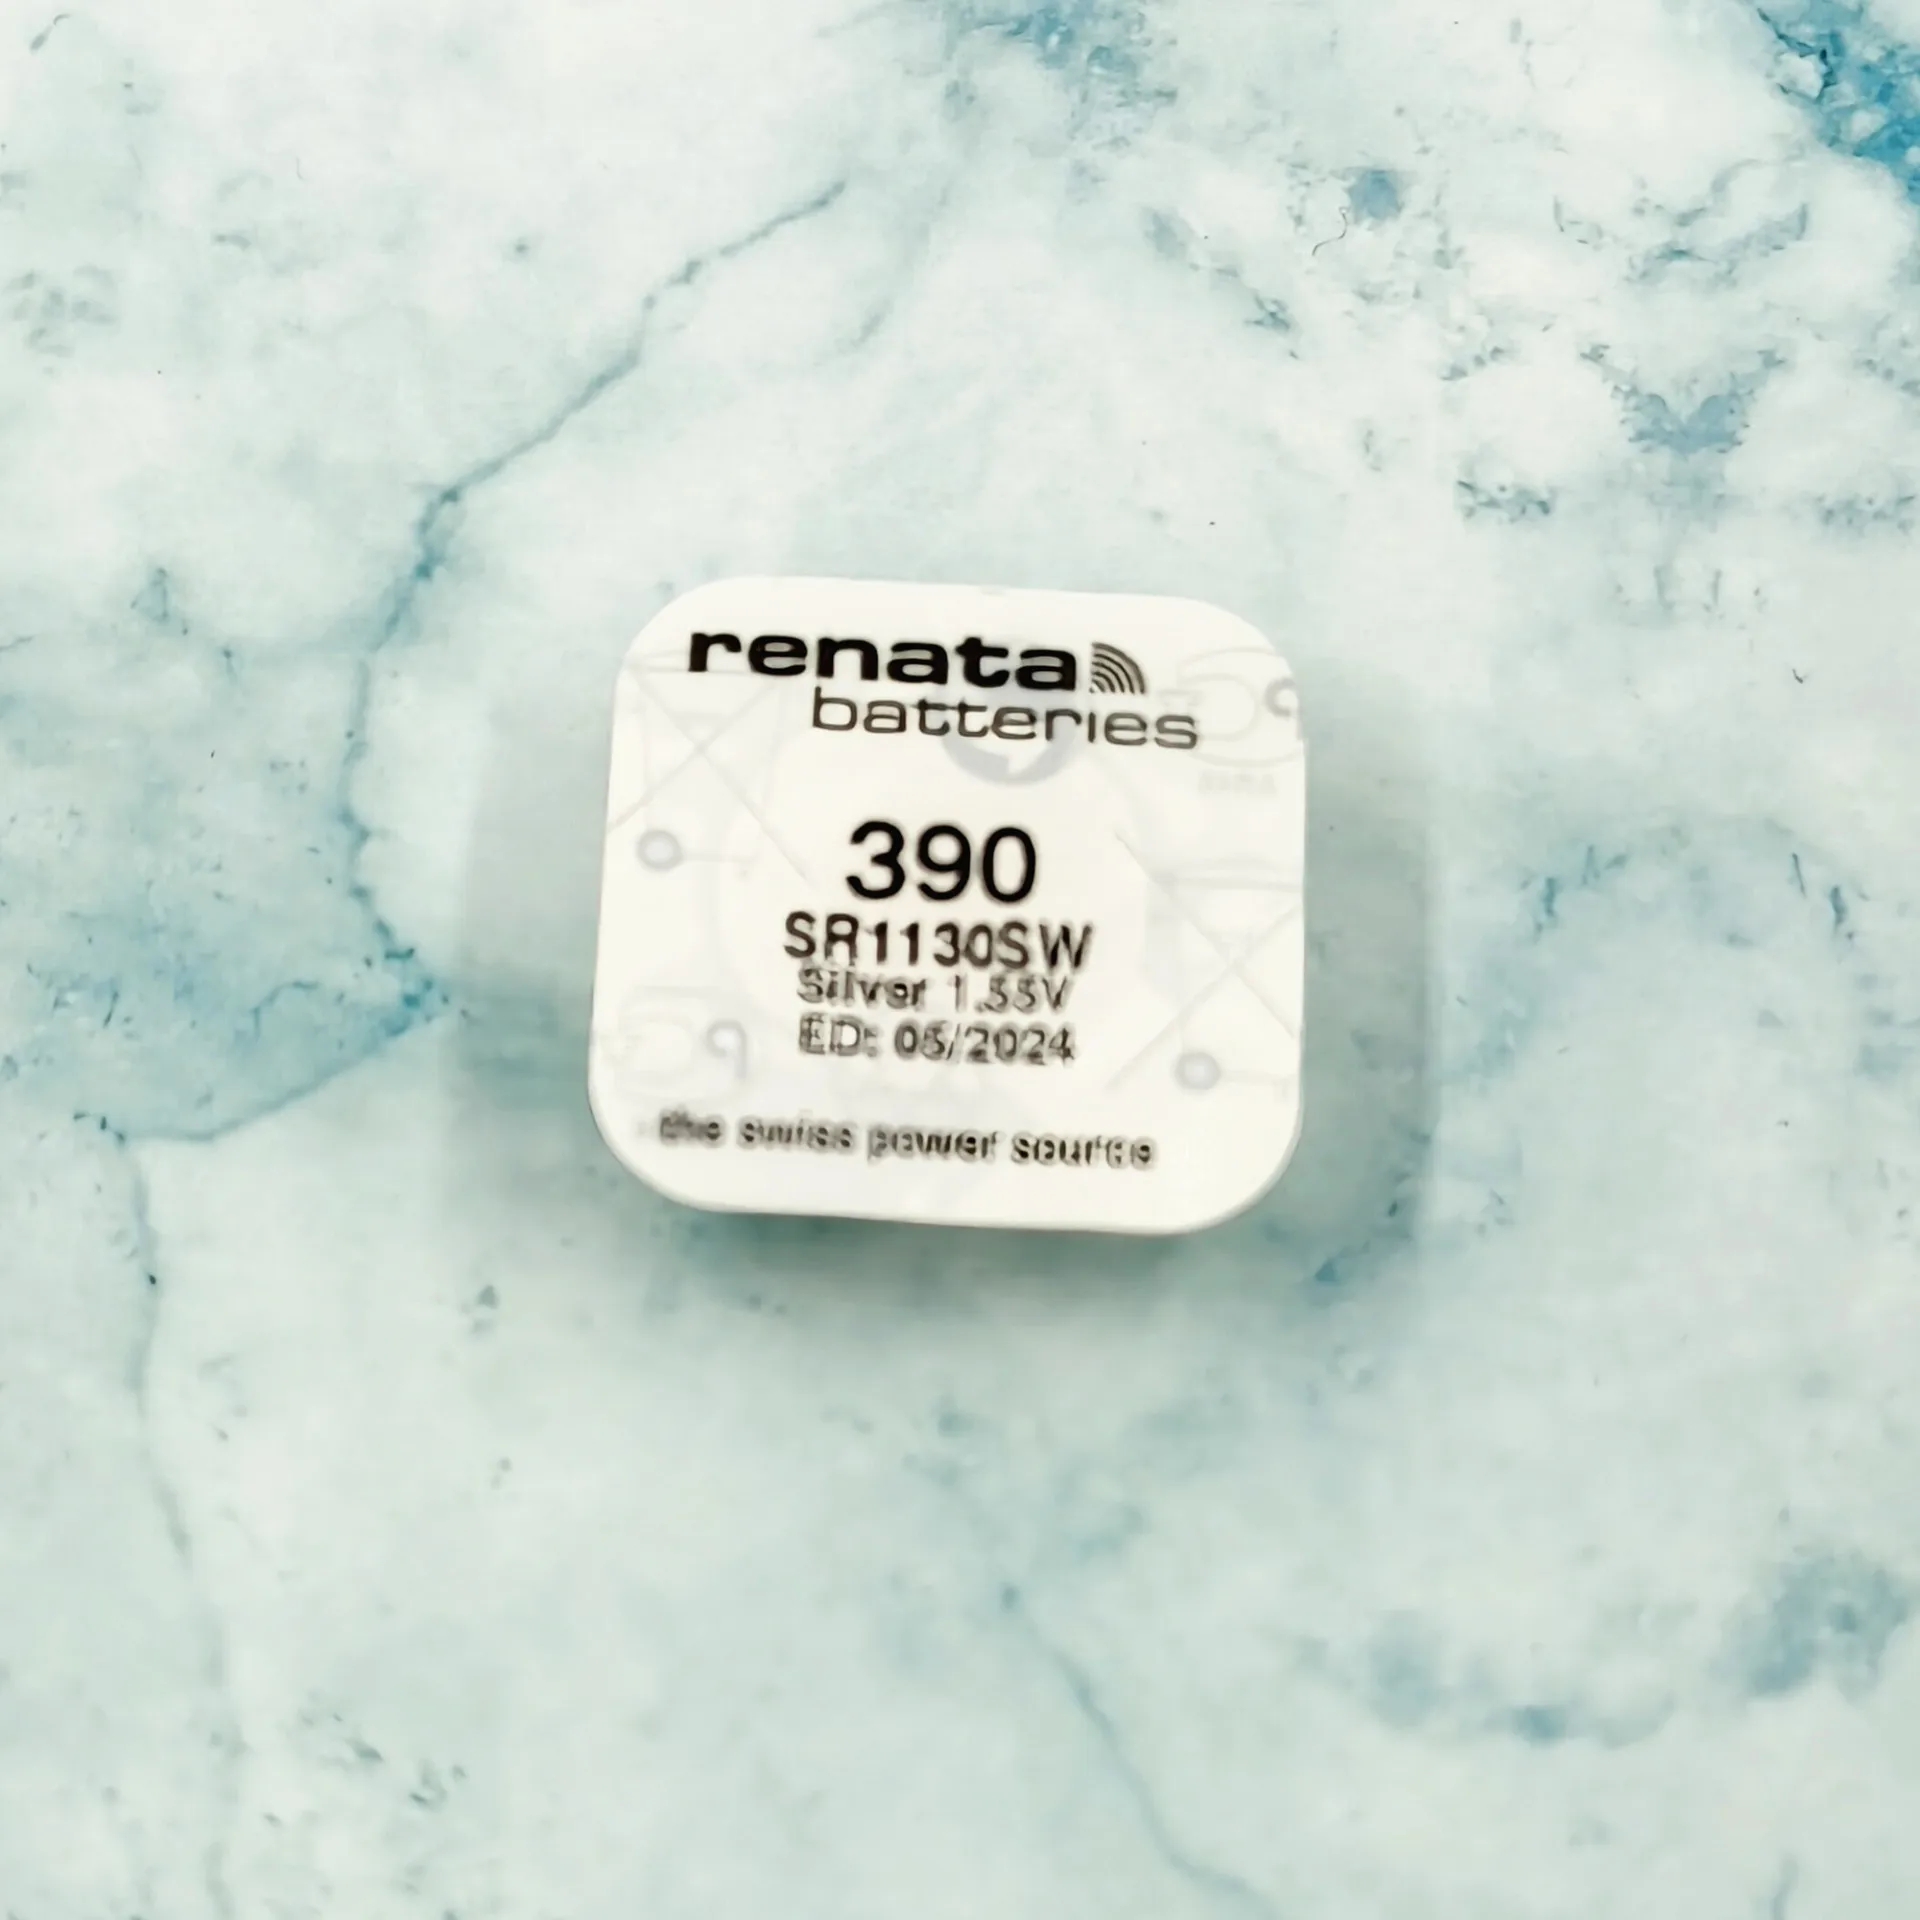 renata
batteries
390
SR1130SW
Silver 1.55V
ED: 05/2024
the swiss power source